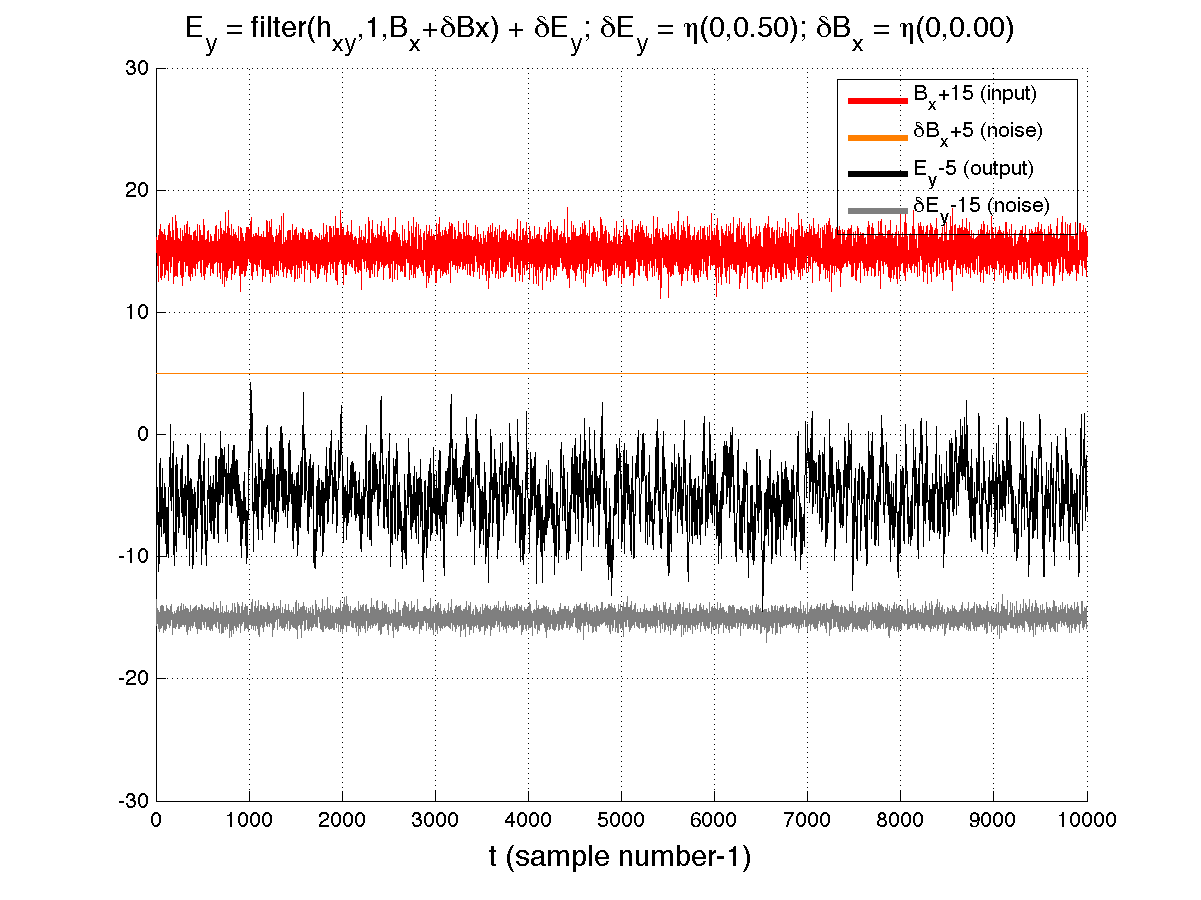 E_y = filter(h_xy,1,B_x+δBx) + δE_y; δE_y = η(0,0.50); δB_x = η(0,0.00)
30
20
10
0
-10
-20
-30
B_x+15 (input)
δB_x+5 (noise)
E_y-5 (output)
δE_y-15 (noise)
0 1000 2000 3000 4000 5000 6000 7000 8000 9000 10000
t (sample number-1)